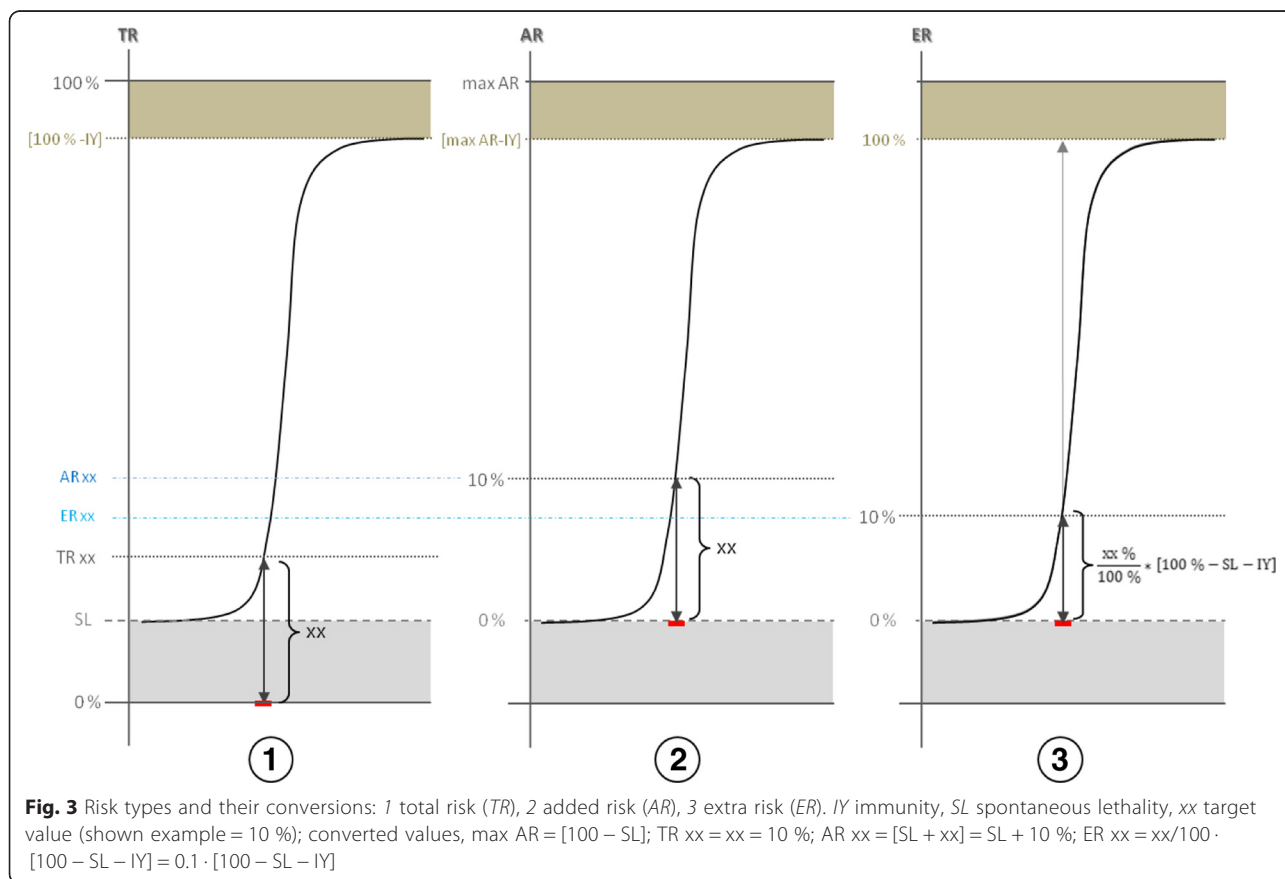 TR
100 %
[100 % -IY]
AR xx
ER xx
TR xx
SL
0 %
xx
1
AR
max AR
[max AR-IY]
10 %
0 %
xx
2
ER
100 %
10 %
0 %
xx % / 100 % * [100 % − SL − IY]
3
Fig. 3 Risk types and their conversions: 1 total risk (TR), 2 added risk (AR), 3 extra risk (ER). IY immunity, SL spontaneous lethality, xx target
value (shown example = 10 %); converted values, max AR = [100 − SL]; TR xx = xx = 10 %; AR xx = [SL + xx] = SL + 10 %; ER xx = xx/100 ·
[100 − SL − IY] = 0.1 · [100 − SL − IY]